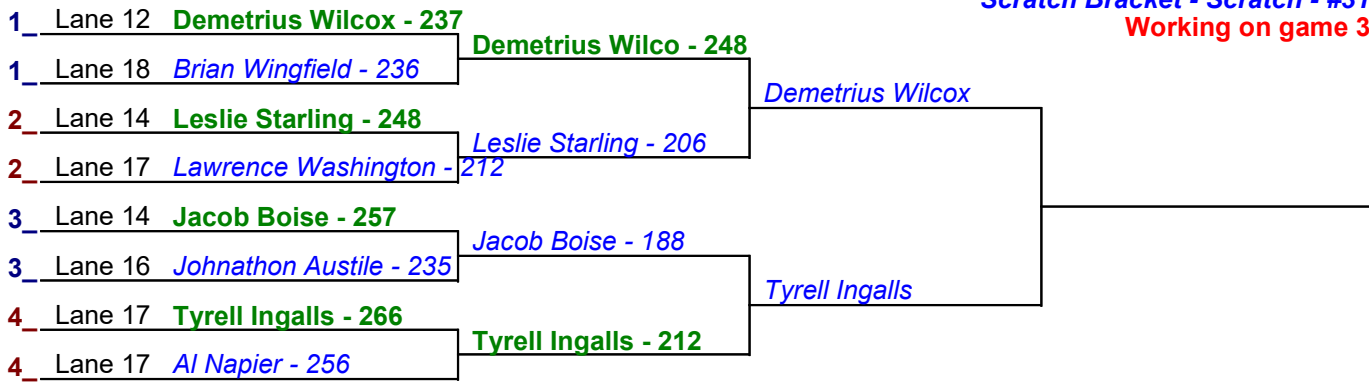 Scratch Bracket - Scratch - #31
Working on game 3
1_ Lane 12 Demetrius Wilcox - 237
Demetrius Wilco - 248
1_ Lane 18 Brian Wingfield - 236
Demetrius Wilcox
2_ Lane 14 Leslie Starling - 248
Leslie Starling - 206
2_ Lane 17 Lawrence Washington - 212
3_ Lane 14 Jacob Boise - 257
Jacob Boise - 188
3_ Lane 16 Johnathon Austile - 235
Tyrell Ingalls
4_ Lane 17 Tyrell Ingalls - 266
Tyrell Ingalls - 212
4_ Lane 17 Al Napier - 256